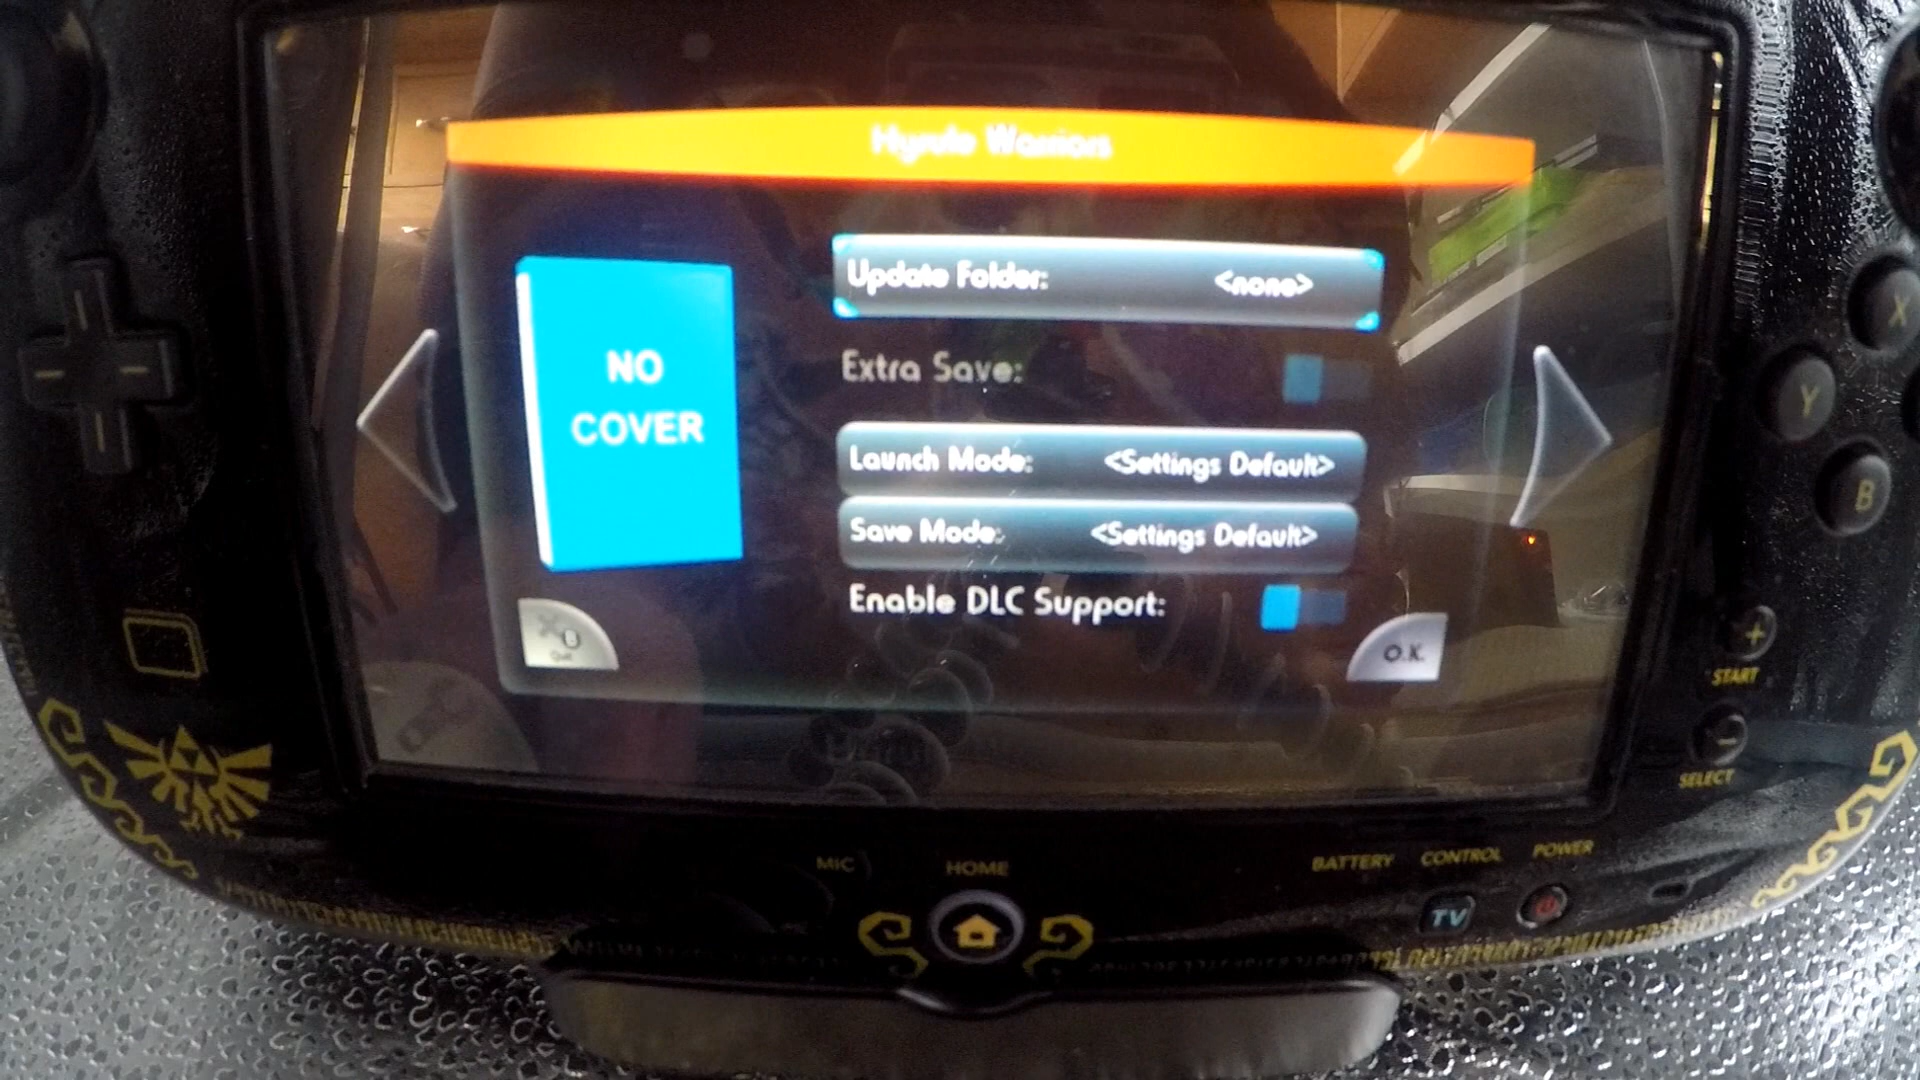 Hyrule Warriors
Update Folder: <none>
Extra Save:
NO
COVER
Launch Mode: <Settings Default>
Save Mode: <Settings Default>
Enable DLC Support:
B
Quit
O.K.
X
Y
B
+
START
-
SELECT
MIC
HOME
BATTERY CONTROL POWER
TV